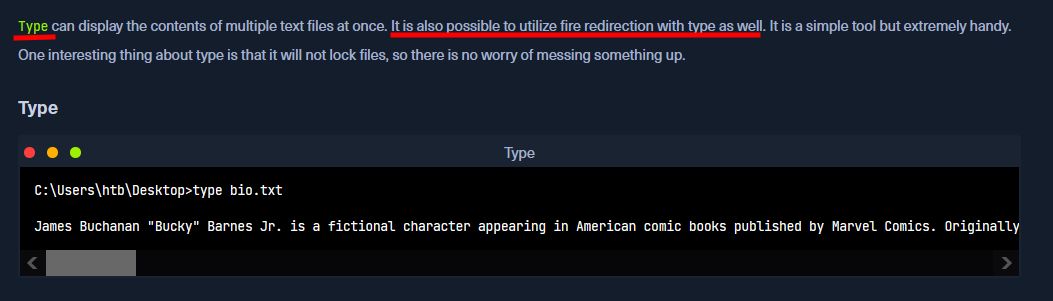 Type can display the contents of multiple text files at once. It is also possible to utilize fire redirection with type as well. It is a simple tool but extremely handy.
One interesting thing about type is that it will not lock files, so there is no worry of messing something up.
Type
Type
C:\Users\htb\Desktop>type bio.txt
James Buchanan "Bucky" Barnes Jr. is a fictional character appearing in American comic books published by Marvel Comics. Originally